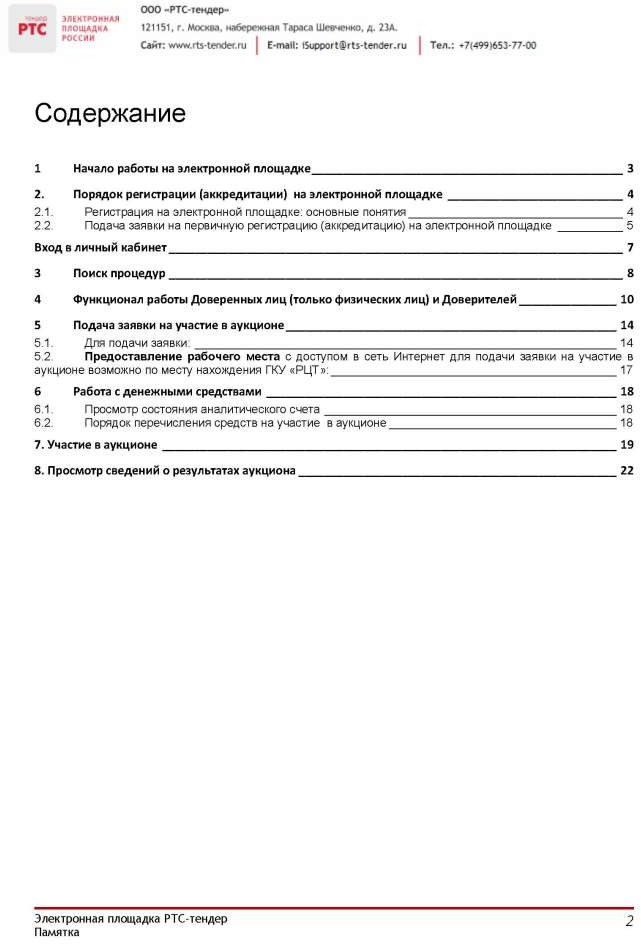 тендер
РТС
ЭЛЕКТРОННАЯ
ПЛОЩАДКА
РОССИИ
ООО «РТС-тендер»
121151, г. Москва, набережная Тараса Шевченко, д. 23А.
Сайт: www.rts-tender.ru | E-mail: iSupport@rts-tender.ru | Тел.: +7(499)653-77-00
Содержание
1 Начало работы на электронной площадке 3
2. Порядок регистрации (аккредитации) на электронной площадке 4
2.1. Регистрация на электронной площадке: основные понятия 4
2.2. Подача заявки на первичную регистрацию (аккредитацию) на электронной площадке 5
Вход в личный кабинет 7
3 Поиск процедур 8
4 Функционал работы Доверенных лиц (только физических лиц) и Доверителей 10
5 Подача заявки на участие в аукционе 14
5.1. Для подачи заявки: 14
5.2. Предоставление рабочего места с доступом в сеть Интернет для подачи заявки на участие в
аукционе возможно по месту нахождения ГКУ «РЦТ»: 17
6 Работа с денежными средствами 18
6.1. Просмотр состояния аналитического счета 18
6.2. Порядок перечисления средств на участие в аукционе 18
7. Участие в аукционе 19
8. Просмотр сведений о результатах аукциона 22
Электронная площадка РТС-тендер 2
Памятка